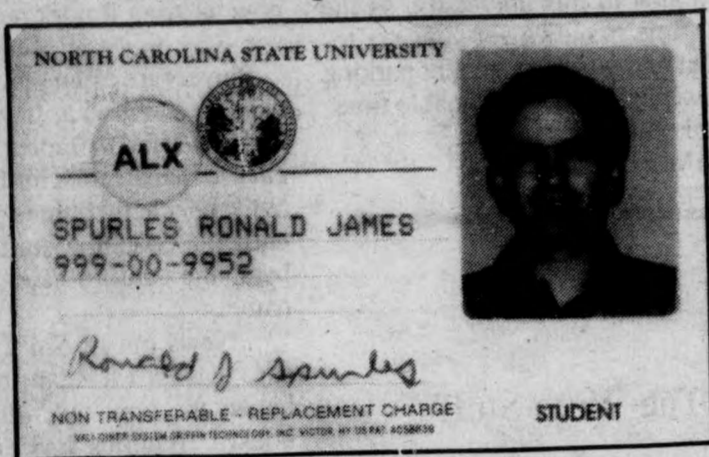 NORTH CAROLINA STATE UNIVERSITY
ALX
SPURLES RONALD JAMES
999-00-9952
Ronald J Spurles
NON TRANSFERABLE - REPLACEMENT CHARGE
STUDENT